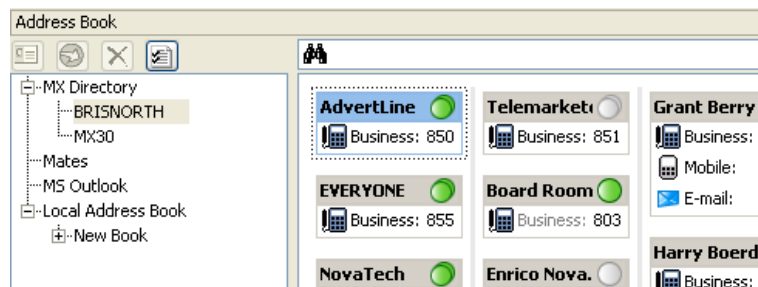 Address Book
MX Directory
BRISNORTH
MX30
Mates
MS Outlook
Local Address Book
New Book
AdvertLine
Business: 850
Telemarket
Business: 851
Grant Berry
Business:
Mobile:
E-mail:
EVERYONE
Business: 855
Board Room
Business: 803
NovaTech
Enrico Nova.
Harry Boerd
Business: